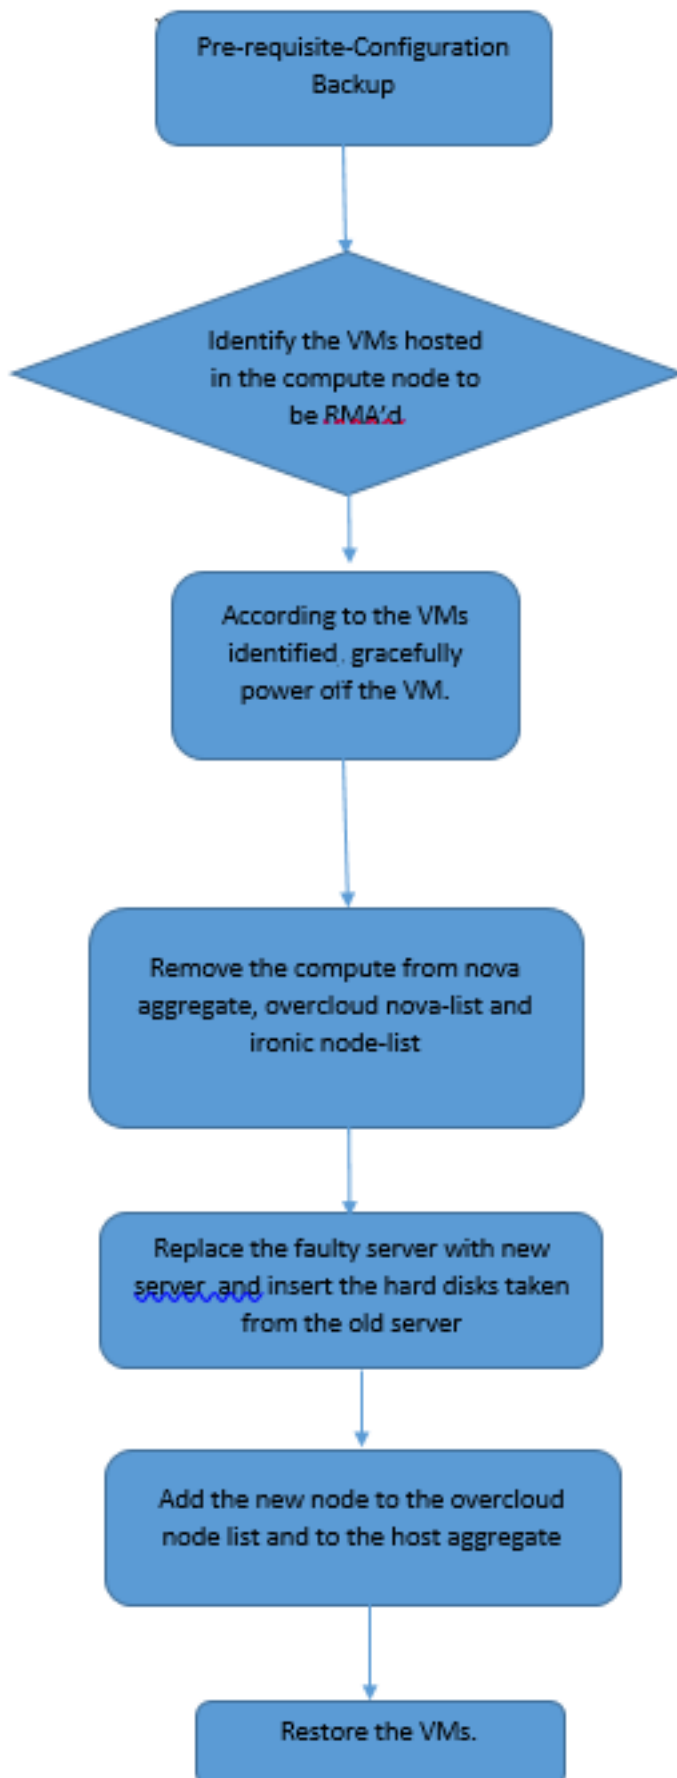 Pre-requisite-Configuration
Backup
Identify the VMs hosted
in the compute node to
be RMA'd
According to the VMs
identified, gracefully
power off the VM.
Remove the compute from nova
aggregate, overcloud nova-list and
ironic node-list
Replace the faulty server with new
server and insert the hard disks taken
from the old server
Add the new node to the overcloud
node list and to the host aggregate
Restore the VMs.